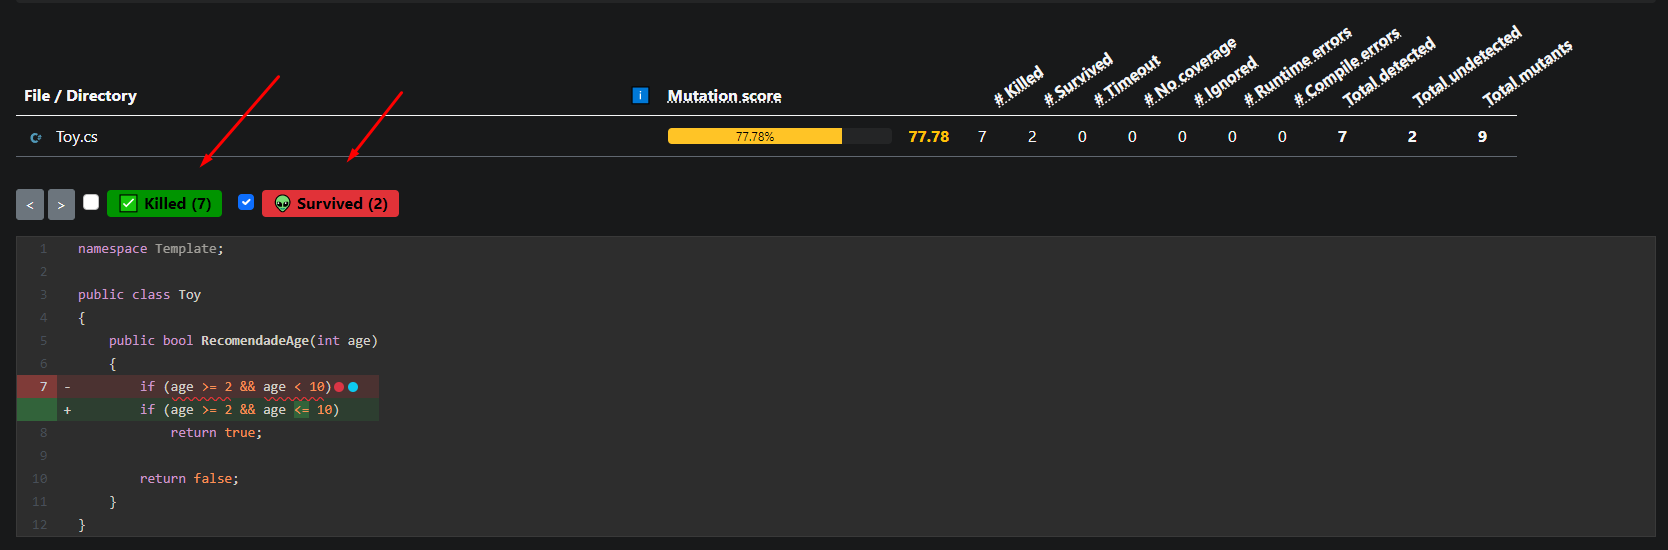 File / Directory
i
Mutation score
# Killed
# Survived
# Timeout
# No coverage
# Ignored
# Runtime errors
# Compile errors
Total detected
Total undetected
Total mutants
C# Toy.cs 77.78% 77.78 7 2 0 0 0 0 0 7 2 9
< > ✅ Killed (7) 👽 Survived (2)
1 namespace Template;
2
3 public class Toy
4 {
5 public bool RecomendadeAge(int age)
6 {
7 - if (age >= 2 && age < 10)
+ if (age >= 2 && age <= 10)
8 return true;
9
10 return false;
11 }
12 }